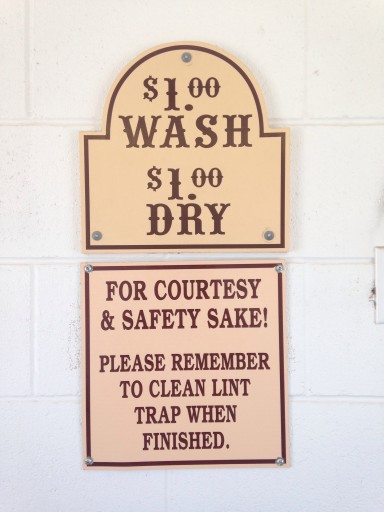 $1.00
WASH
$1.00
DRY
FOR COURTESY
& SAFETY SAKE!
PLEASE REMEMBER
TO CLEAN LINT
TRAP WHEN
FINISHED.